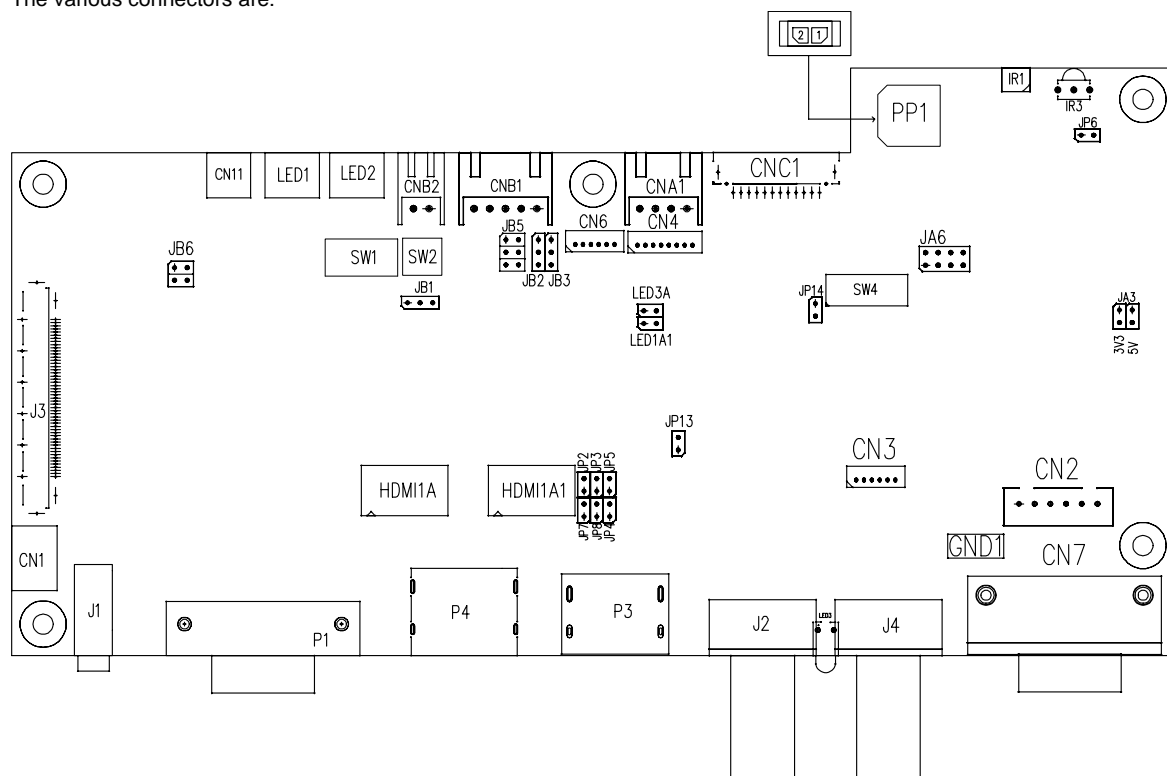 The various connectors are:
2 1
IR1
PP1
IR3
JP6
CN11 LED1 LED2 CNB2 CNB1 CNA1 CNC1
CN6 CN4
JB5
JB6 SW1 SW2 JB2 JB3 JA6
JB1 LED3A JP14 SW4 JA3
LED1A1
3V3 5V
J3
JP13
CN3
JP2 JP3 JP5
HDMI1A HDMI1A1 CN2
JP7 JP8 JP4
GND1
CN1 CN7
J1 P1 P4 P3 J2 LED3 J4